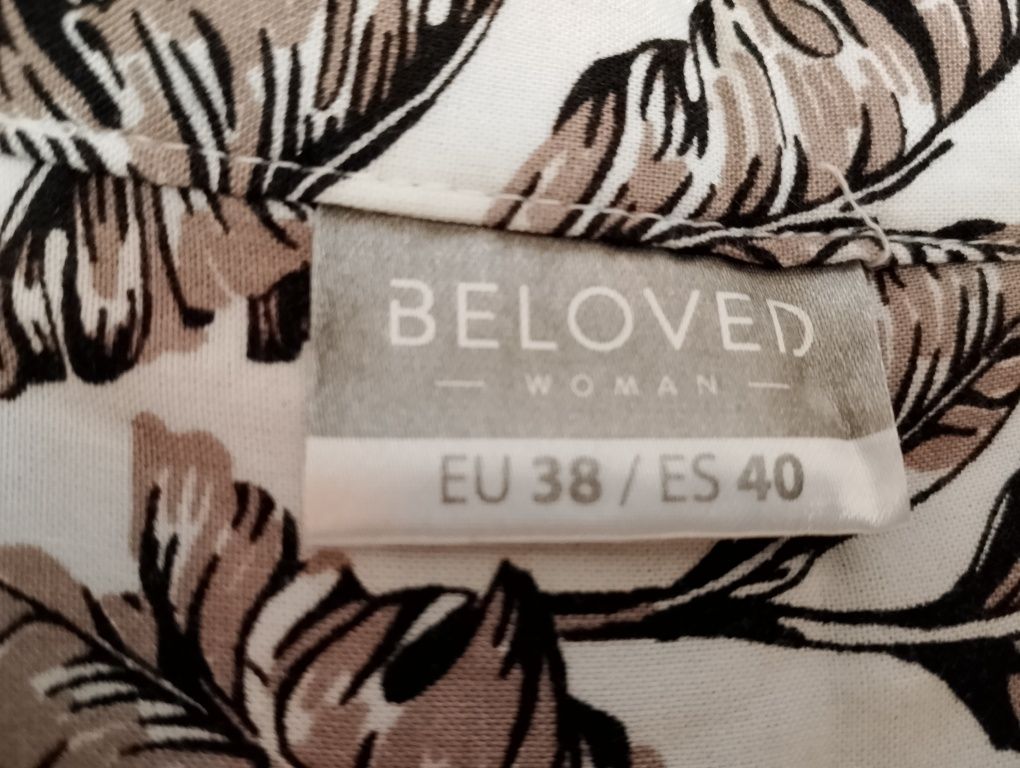 BELOVED
— WOMAN —
EU 38 / ES 40